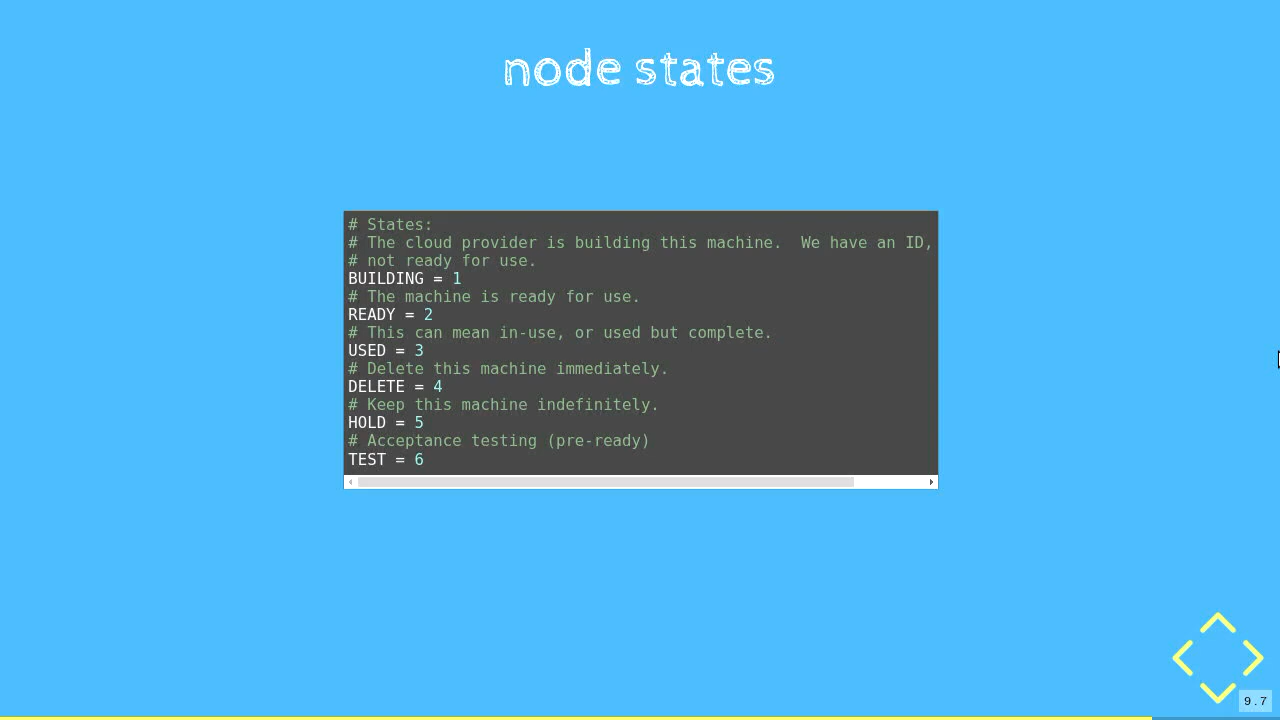 node states
# States:
# The cloud provider is building this machine.  We have an ID,
# not ready for use.
BUILDING = 1
# The machine is ready for use.
READY = 2
# This can mean in-use, or used but complete.
USED = 3
# Delete this machine immediately.
DELETE = 4
# Keep this machine indefinitely.
HOLD = 5
# Acceptance testing (pre-ready)
TEST = 6
9.7